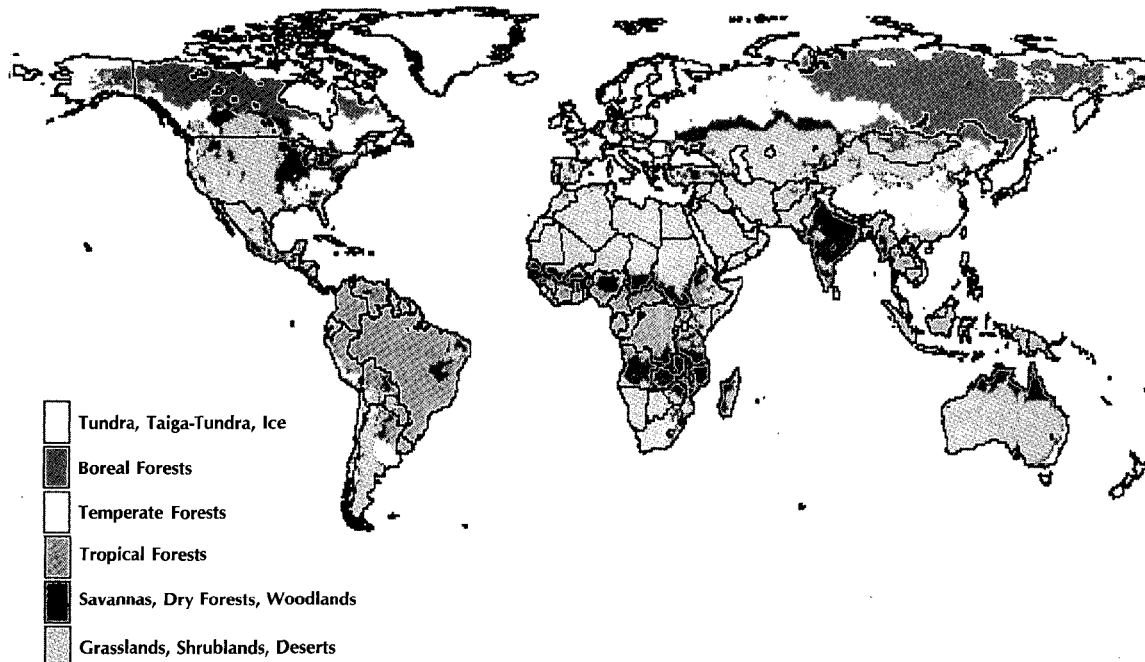 Tundra, Taiga-Tundra, Ice
Boreal Forests
Temperate Forests
Tropical Forests
Savannas, Dry Forests, Woodlands
Grasslands, Shrublands, Deserts